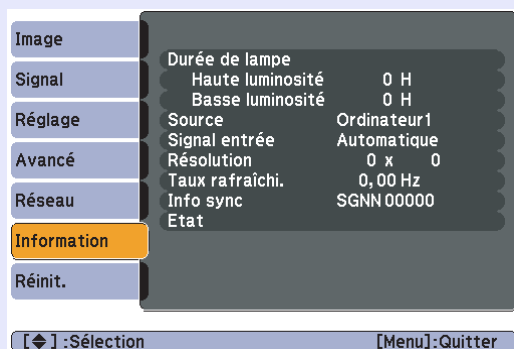 Image
Signal
Réglage
Avancé
Réseau
Information
Réinit.
Durée de lampe
Haute luminosité 0 H
Basse luminosité 0 H
Source Ordinateur1
Signal entrée Automatique
Résolution 0 x 0
Taux rafraîchi. 0,00 Hz
Info sync SGNN 00000
Etat
[◆] :Sélection [Menu]:Quitter